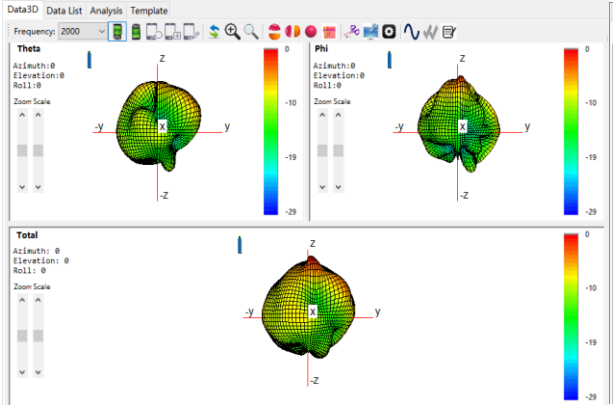 Data3D Data List Analysis Template
Frequency: 2000
Theta
Azimuth:0
Elevation:0
Roll:0
Zoom Scale
Z
-y X y
-Z
0
-10
-19
-29
Phi
Azimuth:0
Elevation:0
Roll:0
Zoom Scale
Z
-y X y
-Z
0
-10
-19
-29
Total
Azimuth: 0
Elevation: 0
Roll: 0
Zoom Scale
Z
-y X y
-Z
0
-10
-19
-29